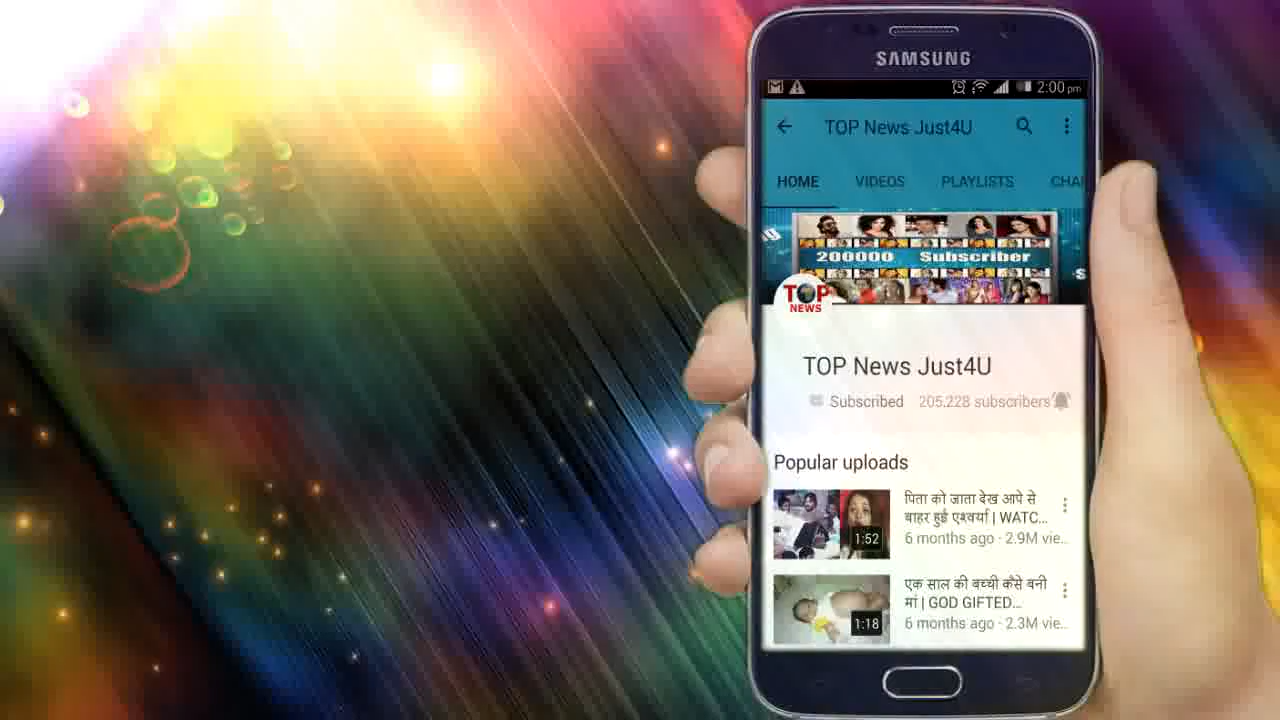 SAMSUNG
2:00 pm
TOP News Just4U
HOME VIDEOS PLAYLISTS CHA
200000 Subscriber
TOP
NEWS
TOP News Just4U
Subscribed 205,228 subscribers
Popular uploads
पिता को जाता देख आपे से
बाहर हुई एश्वर्या | WATC...
1:52
6 months ago · 2.9M vie..
एक साल की बच्ची कैसे बनी
मां | GOD GIFTED...
1:18
6 months ago · 2.3M vie..